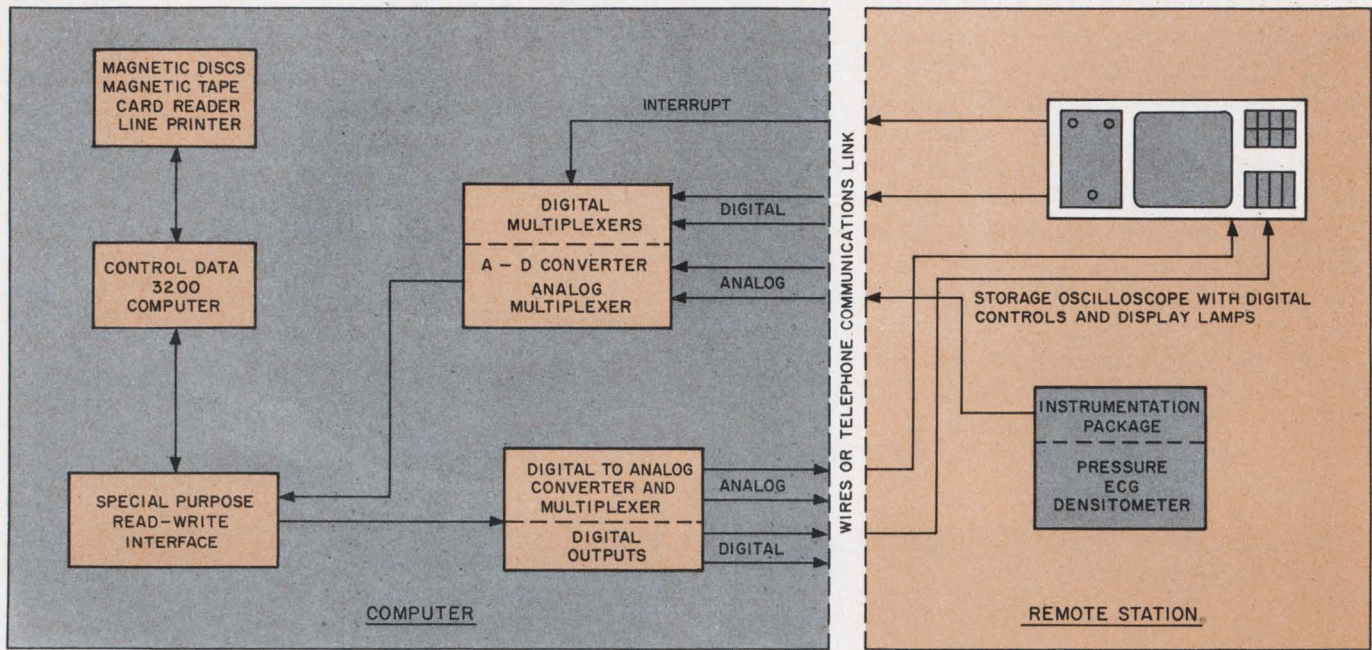 MAGNETIC DISCS
MAGNETIC TAPE
CARD READER
LINE PRINTER
CONTROL DATA
3200
COMPUTER
SPECIAL PURPOSE
READ-WRITE
INTERFACE
INTERRUPT
DIGITAL
MULTIPLEXERS
A - D CONVERTER
ANALOG
MULTIPLEXER
DIGITAL
ANALOG
DIGITAL TO ANALOG
CONVERTER AND
MULTIPLEXER
DIGITAL
OUTPUTS
ANALOG
DIGITAL
COMPUTER
WIRES OR TELEPHONE COMMUNICATIONS LINK
STORAGE OSCILLOSCOPE WITH DIGITAL
CONTROLS AND DISPLAY LAMPS
INSTRUMENTATION
PACKAGE
PRESSURE
ECG
DENSITOMETER
REMOTE STATION